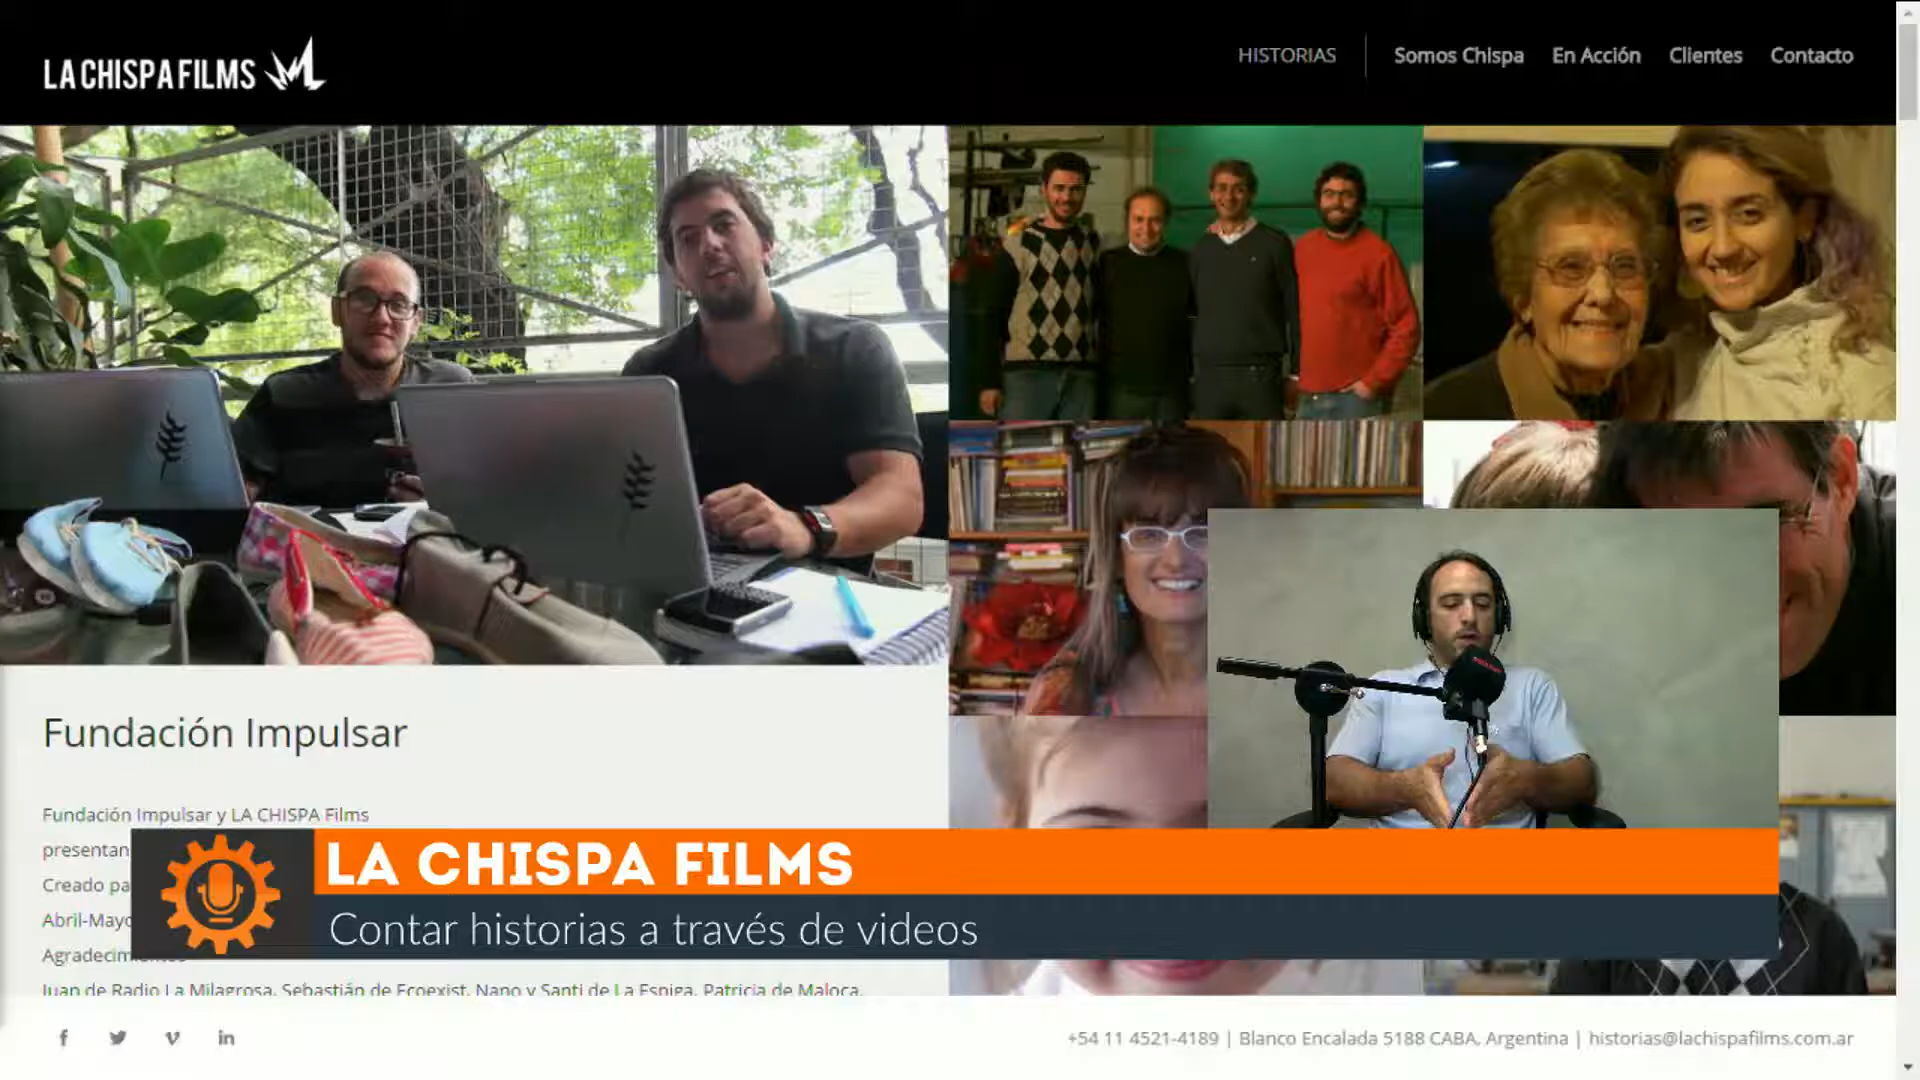 LA CHISPA FILMS
HISTORIAS
Somos Chispa
En Acción
Clientes
Contacto
Fundación Impulsar
Fundación Impulsar y LA CHISPA Films
presentan
Creado pa
Abril-Mayo
LA CHISPA FILMS
Contar historias a través de videos
Juan de Radio La Milagrosa, Sebastián de Ecoexist, Nano y Santi de La Espiga, Patricia de Maloca,
+54 11 4521-4189 | Blanco Encalada 5188 CABA, Argentina | historias@lachispafilms.com.ar